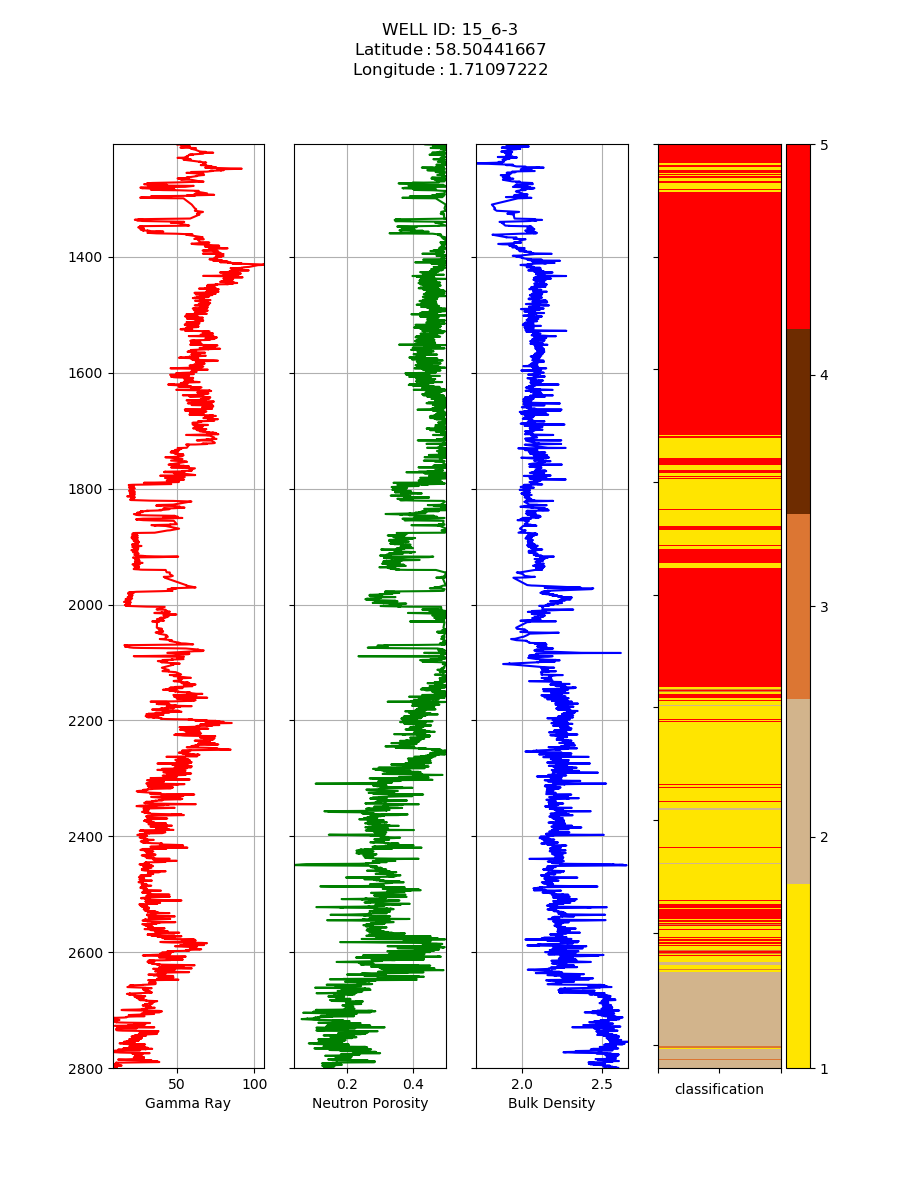 WELL ID: 15_6-3
Latitude : 58.50441667
Longitude : 1.71097222
1400
1600
1800
2000
2200
2400
2600
2800
50 100
Gamma Ray
0.2 0.4
Neutron Porosity
2.0 2.5
Bulk Density
classification
5
4
3
2
1